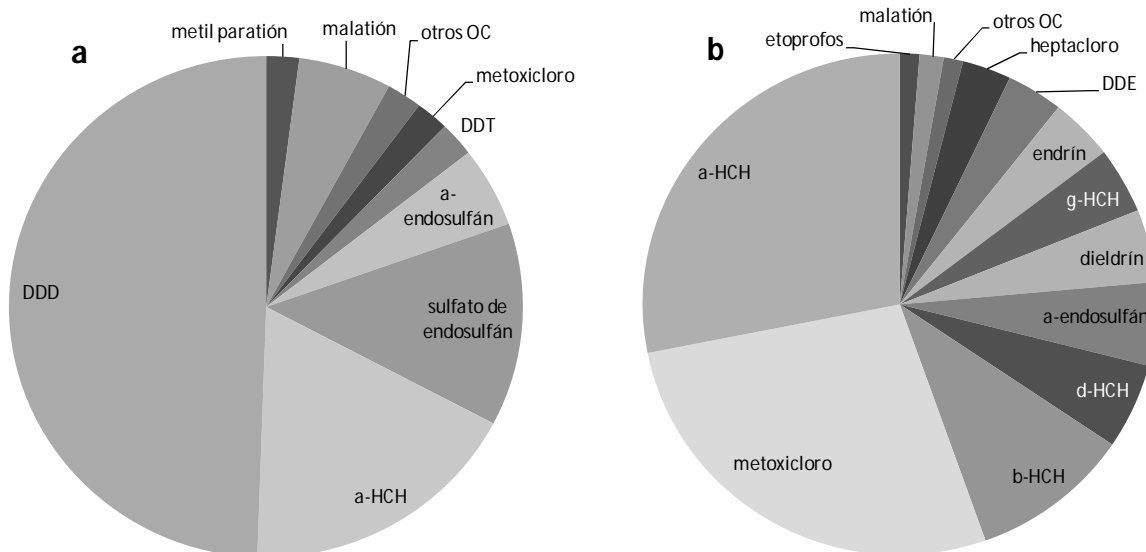 a
metil paratión
malatión
otros OC
metoxicloro
DDT
a-
endosulfán
sulfato de
endosulfán
a-HCH
DDD
b
etoprofos
malatión
otros OC
heptacloro
DDE
endrín
g-HCH
dieldrín
a-endosulfán
d-HCH
b-HCH
metoxicloro
a-HCH